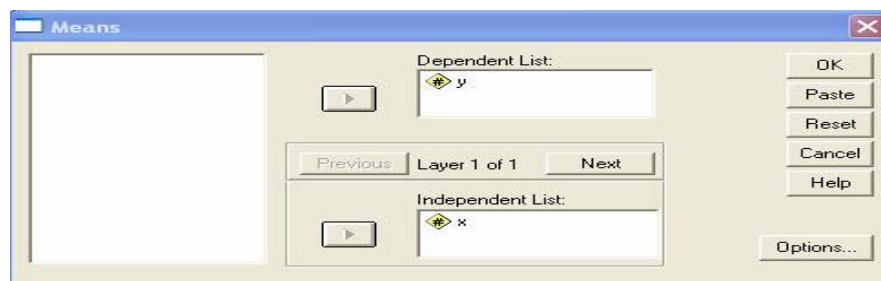 Means
Dependent List:
# y
OK
Paste
Reset
Cancel
Help
Previous Layer 1 of 1 Next
Independent List:
# x
Options...